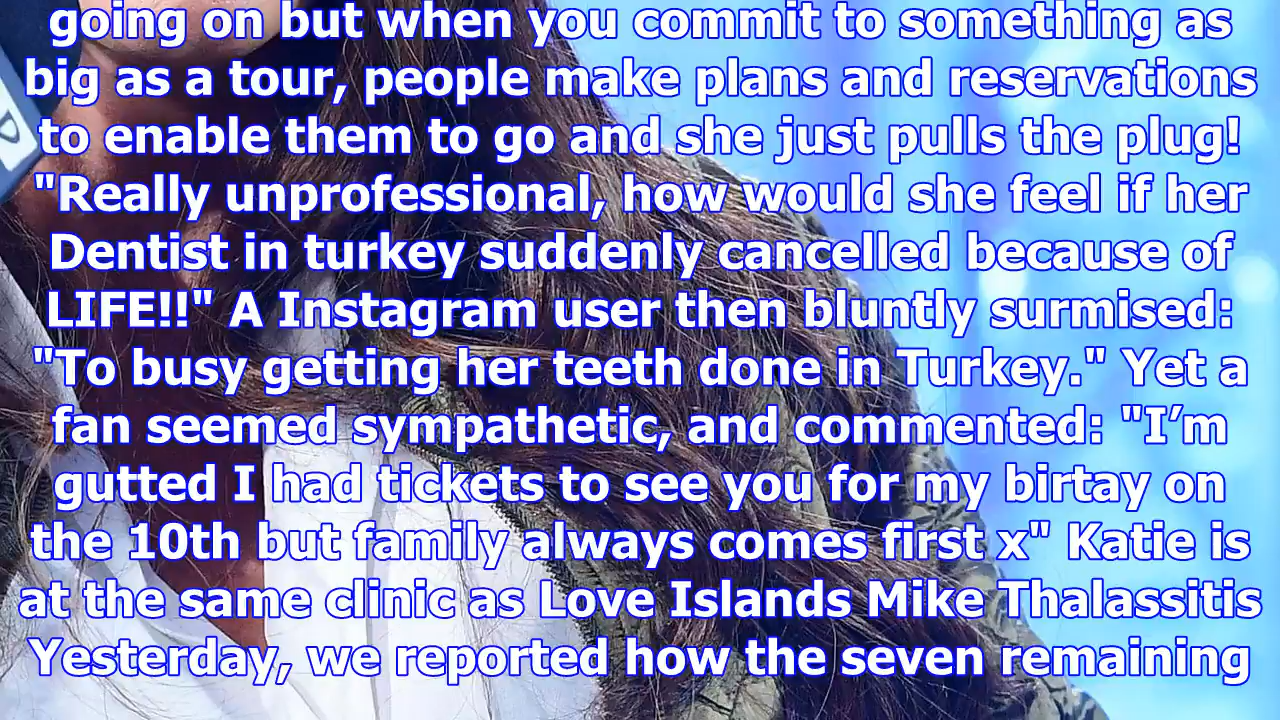 going on but when you commit to something as
big as a tour, people make plans and reservations
to enable them to go and she just pulls the plug!
"Really unprofessional, how would she feel if her
Dentist in turkey suddenly cancelled because of
LIFE!!" A Instagram user then bluntly surmised:
"To busy getting her teeth done in Turkey." Yet a
fan seemed sympathetic, and commented: "I’m
gutted I had tickets to see you for my birtay on
the 10th but family always comes first x" Katie is
at the same clinic as Love Islands Mike Thalassitis
Yesterday, we reported how the seven remaining